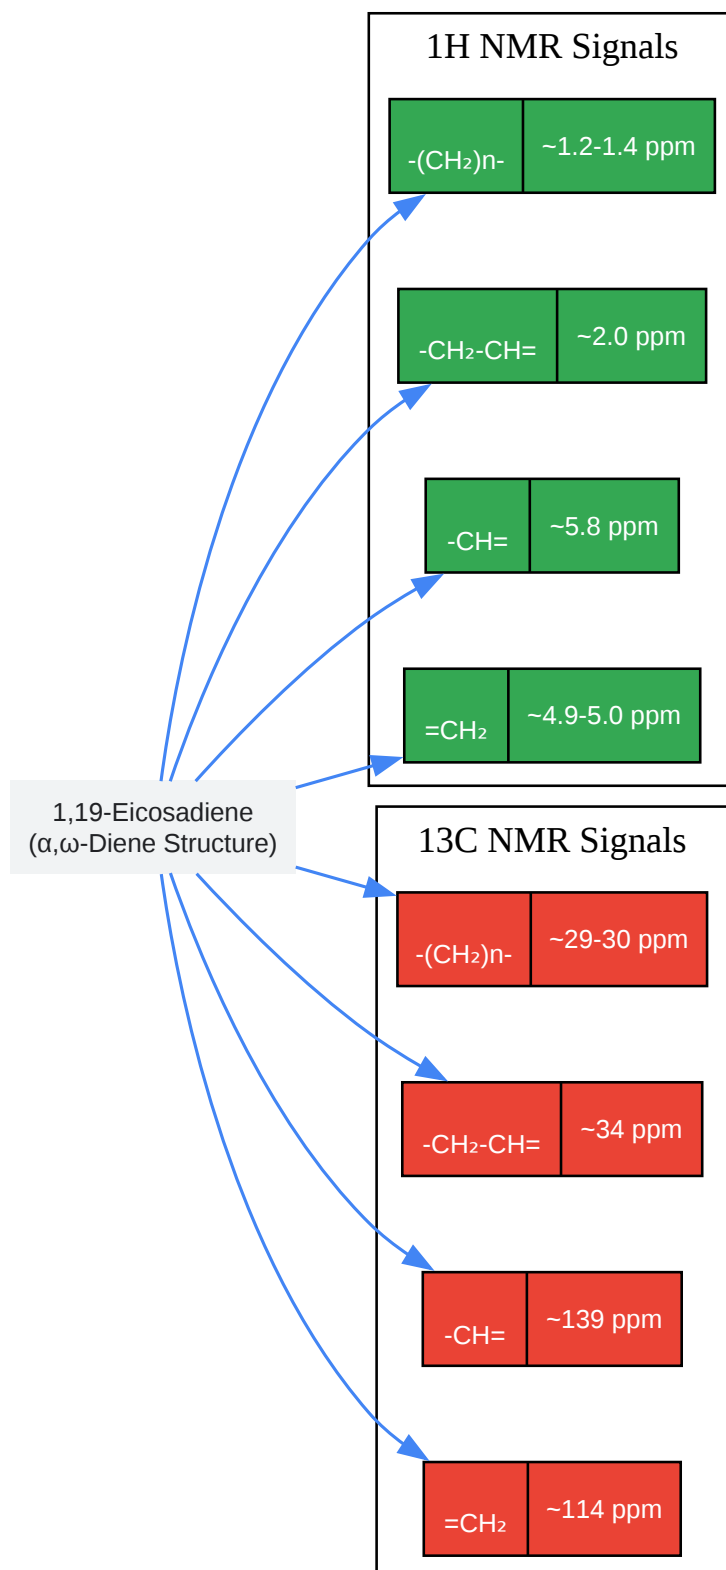 1H NMR Signals
-(CH₂)n-
~1.2-1.4 ppm
-CH₂-CH=
~2.0 ppm
-CH=
~5.8 ppm
=CH₂
~4.9-5.0 ppm
1,19-Eicosadiene
(α,ω-Diene Structure)
13C NMR Signals
-(CH₂)n-
~29-30 ppm
-CH₂-CH=
~34 ppm
-CH=
~139 ppm
=CH₂
~114 ppm